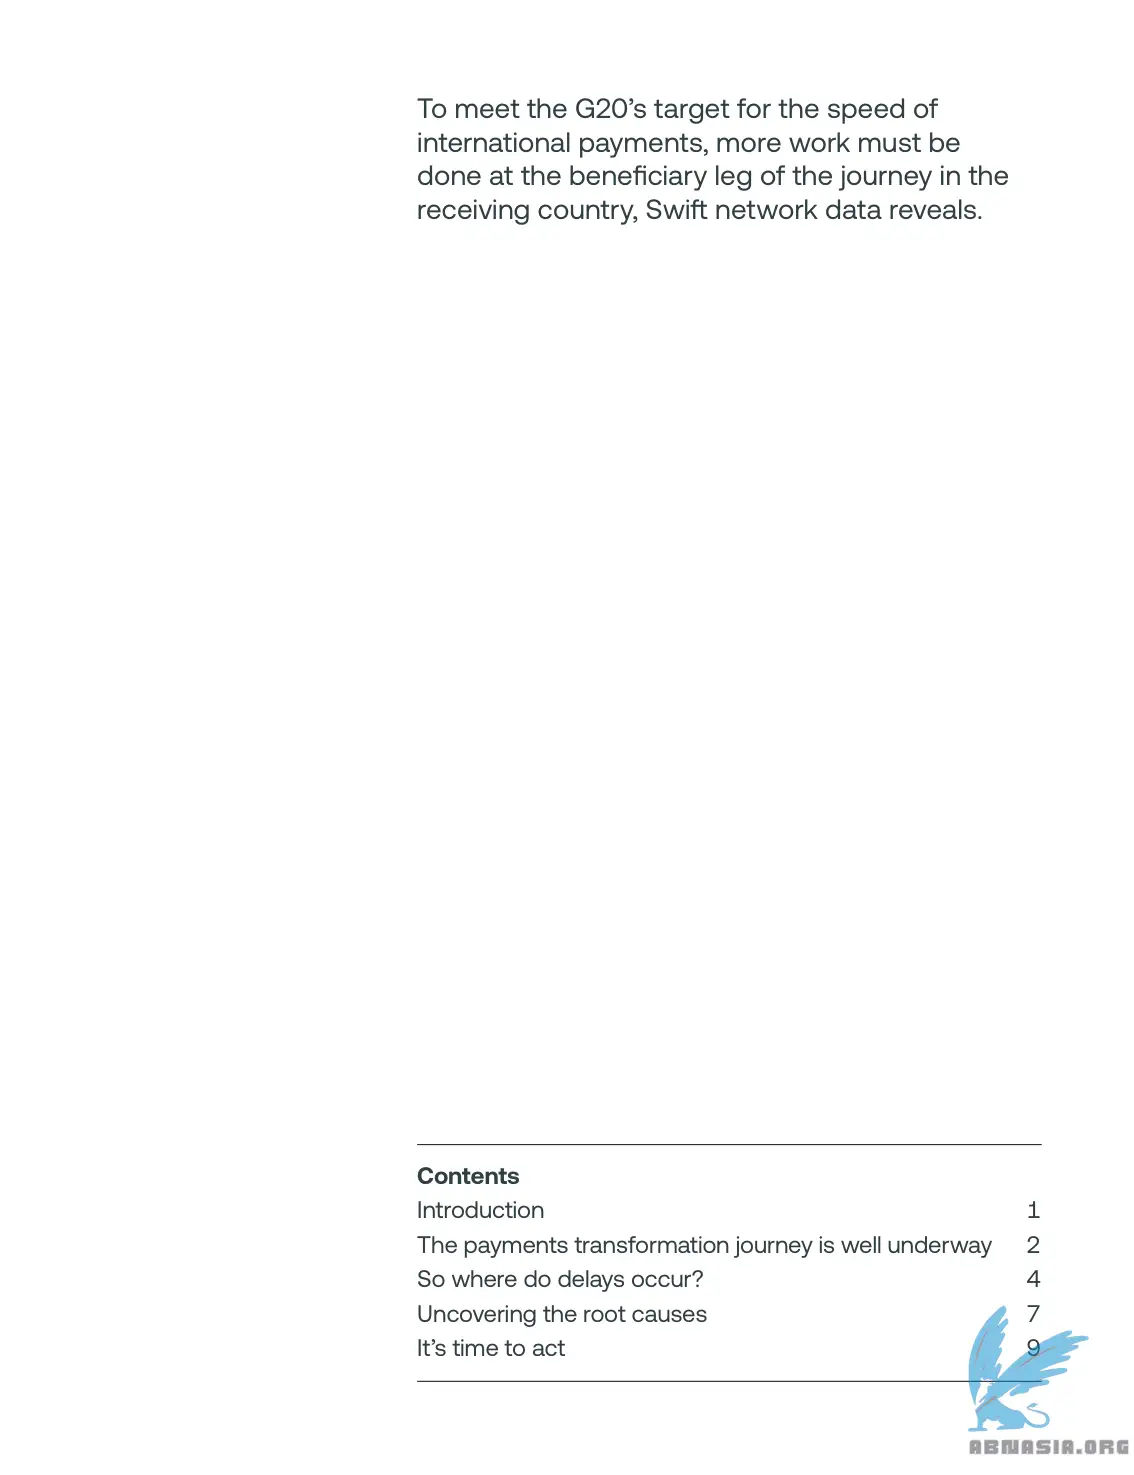 To meet the G20’s target for the speed of
international payments, more work must be
done at the beneficiary leg of the journey in the
receiving country, Swift network data reveals.
Contents
Introduction 1
The payments transformation journey is well underway 2
So where do delays occur? 4
Uncovering the root causes 7
It’s time to act 9
ABNASIA.ORG